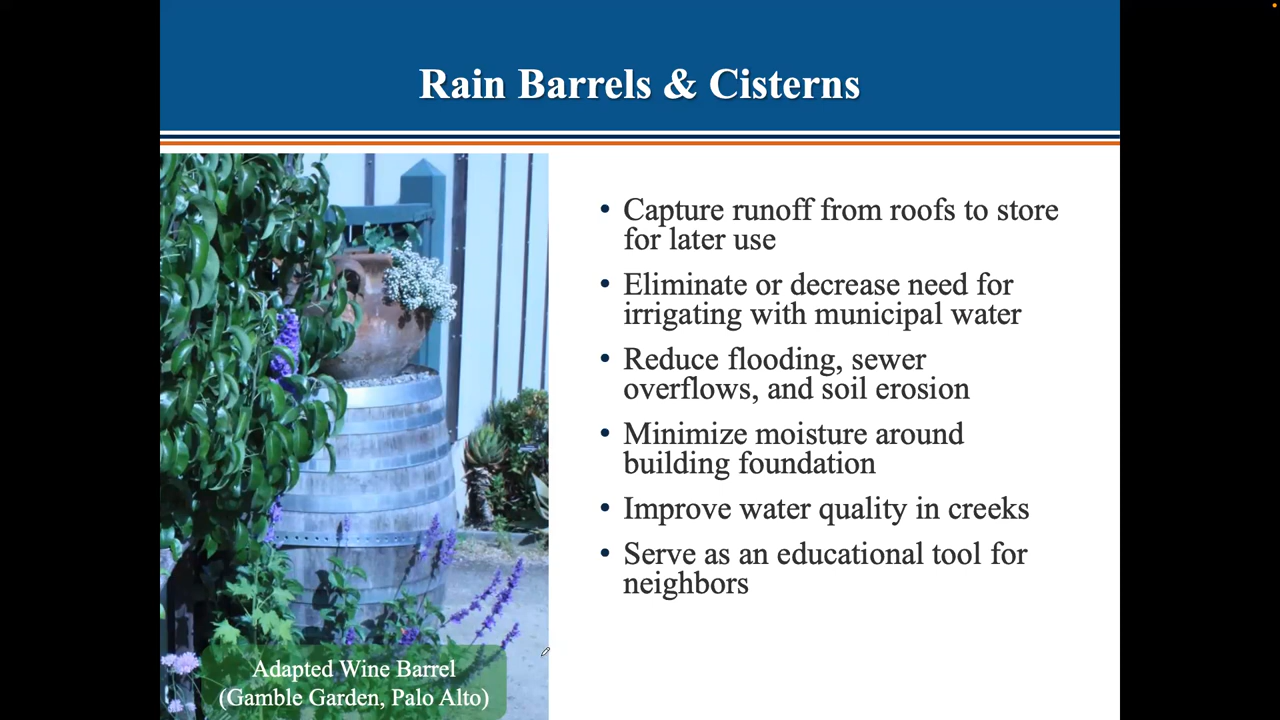 Rain Barrels & Cisterns
• Capture runoff from roofs to store
for later use
• Eliminate or decrease need for
irrigating with municipal water
• Reduce flooding, sewer
overflows, and soil erosion
• Minimize moisture around
building foundation
• Improve water quality in creeks
• Serve as an educational tool for
neighbors
Adapted Wine Barrel
(Gamble Garden, Palo Alto)